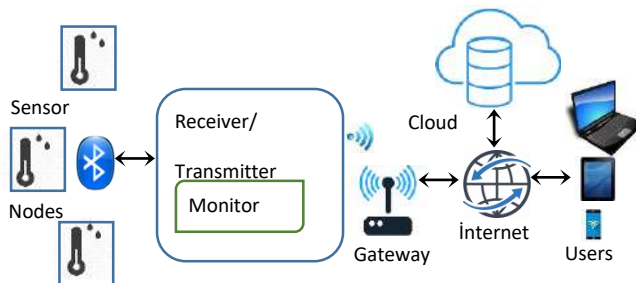 Sensor
Nodes
Receiver/
Transmitter
Monitor
Gateway
Cloud
İnternet
Users